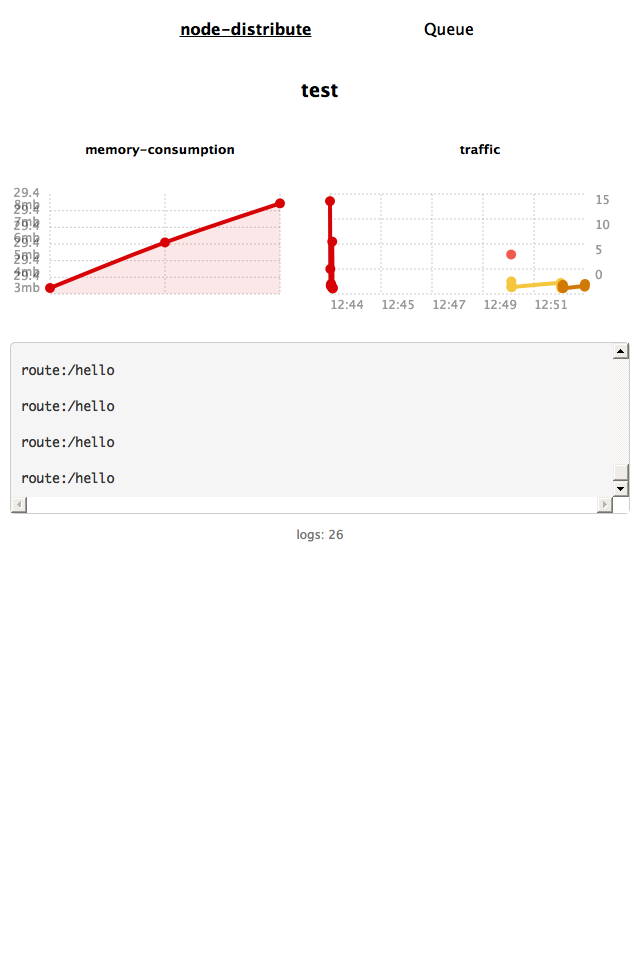 node-distribute Queue
test
memory-consumption traffic
29.4
8mb
29.4
7mb
29.4
6mb
29.4
5mb
29.4
4mb
29.4
3mb
15
10
5
0
12:44 12:45 12:47 12:49 12:51
route:/hello
route:/hello
route:/hello
route:/hello
logs: 26